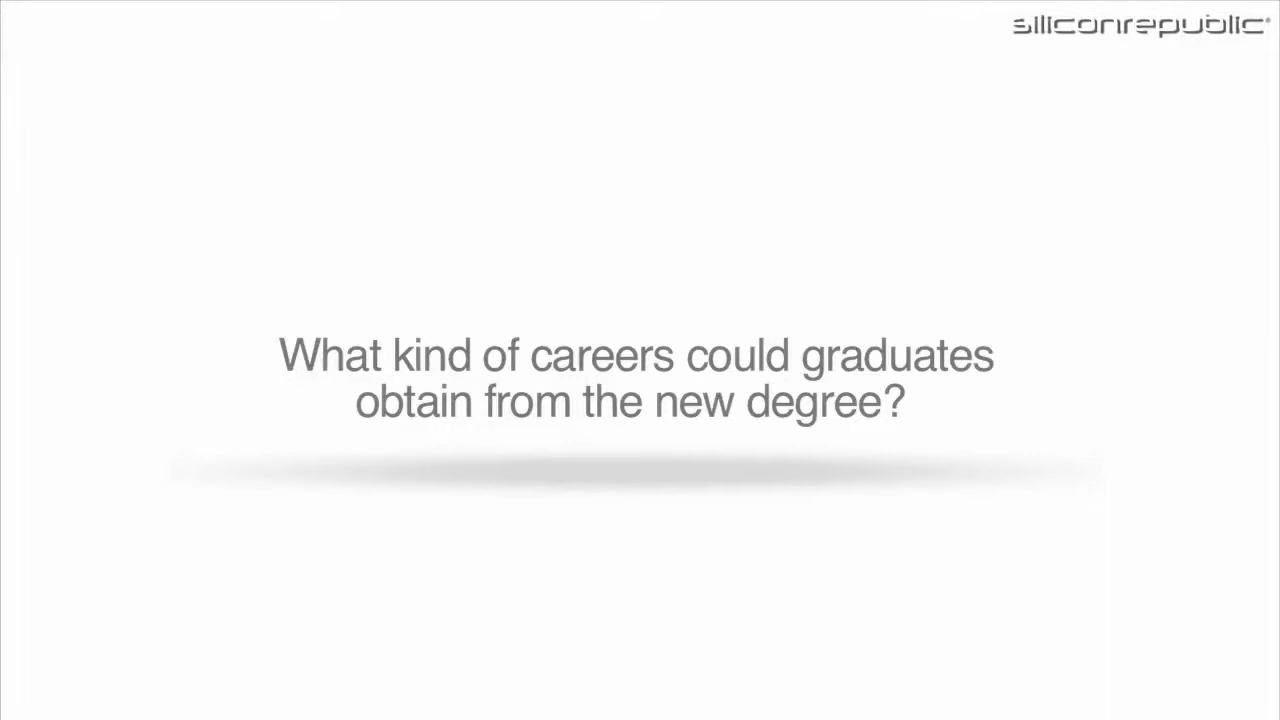 siliconrepublic®
What kind of careers could graduates
obtain from the new degree?